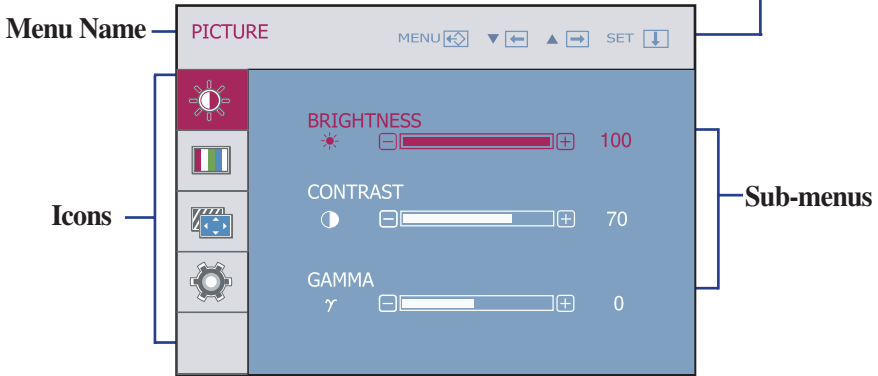 Menu Name
PICTURE MENU ▼ ▲ SET
BRIGHTNESS
100
CONTRAST
Icons
Sub-menus
70
GAMMA
γ 0